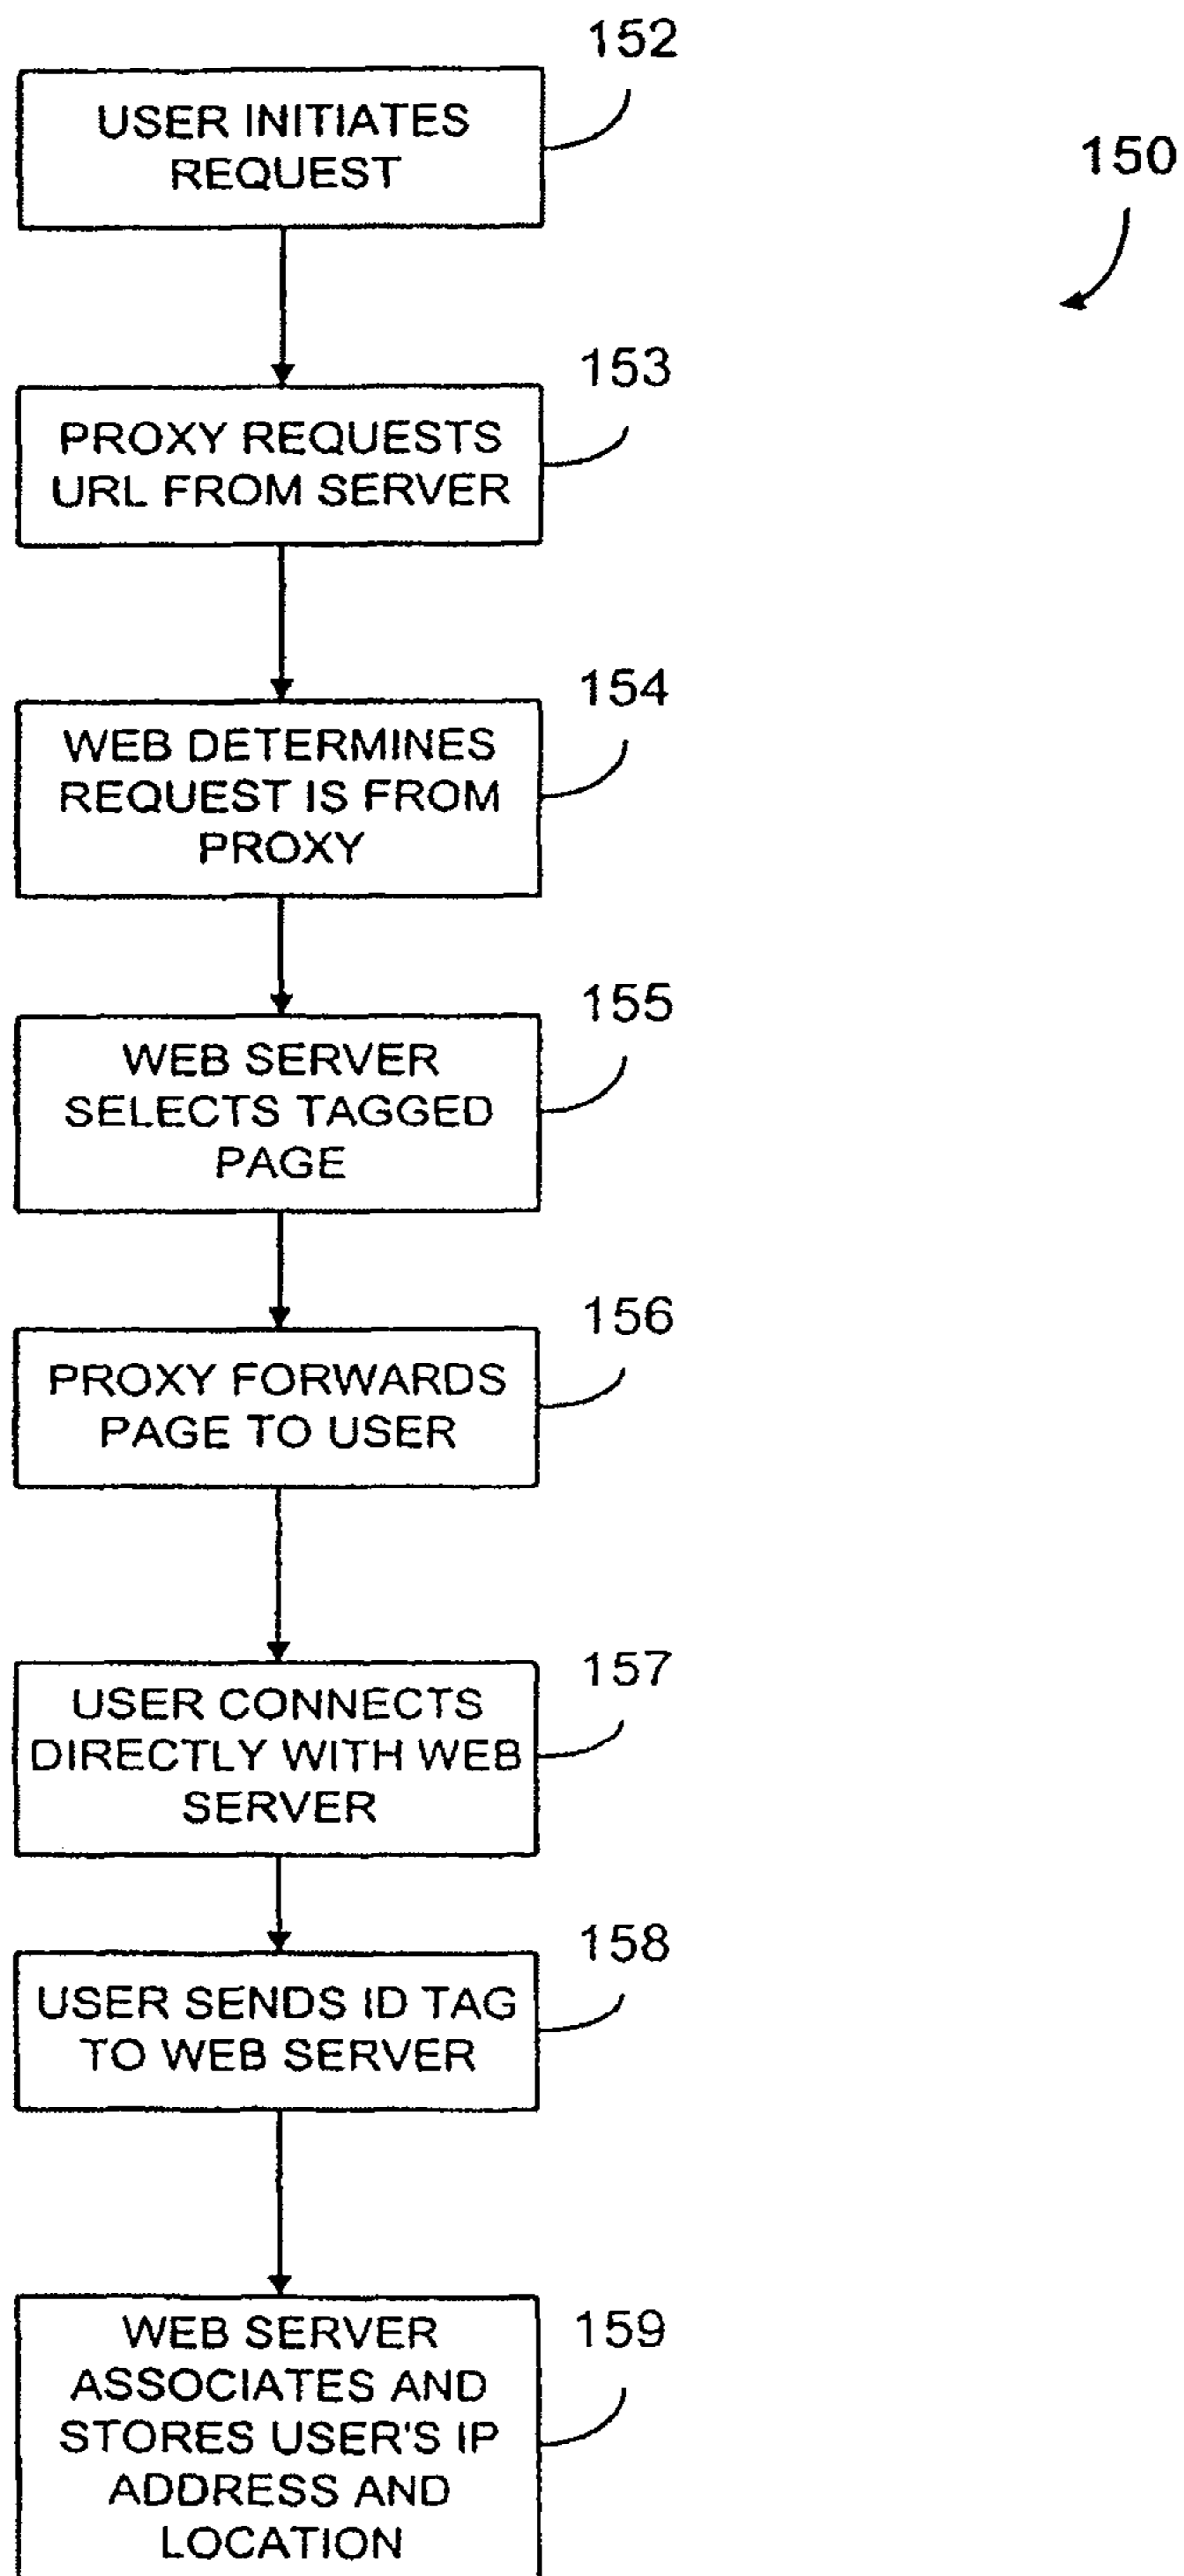 152
USER INITIATES
REQUEST
150
153
PROXY REQUESTS
URL FROM SERVER
154
WEB DETERMINES
REQUEST IS FROM
PROXY
155
WEB SERVER
SELECTS TAGGED
PAGE
156
PROXY FORWARDS
PAGE TO USER
157
USER CONNECTS
DIRECTLY WITH WEB
SERVER
158
USER SENDS ID TAG
TO WEB SERVER
159
WEB SERVER
ASSOCIATES AND
STORES USER'S IP
ADDRESS AND
LOCATION